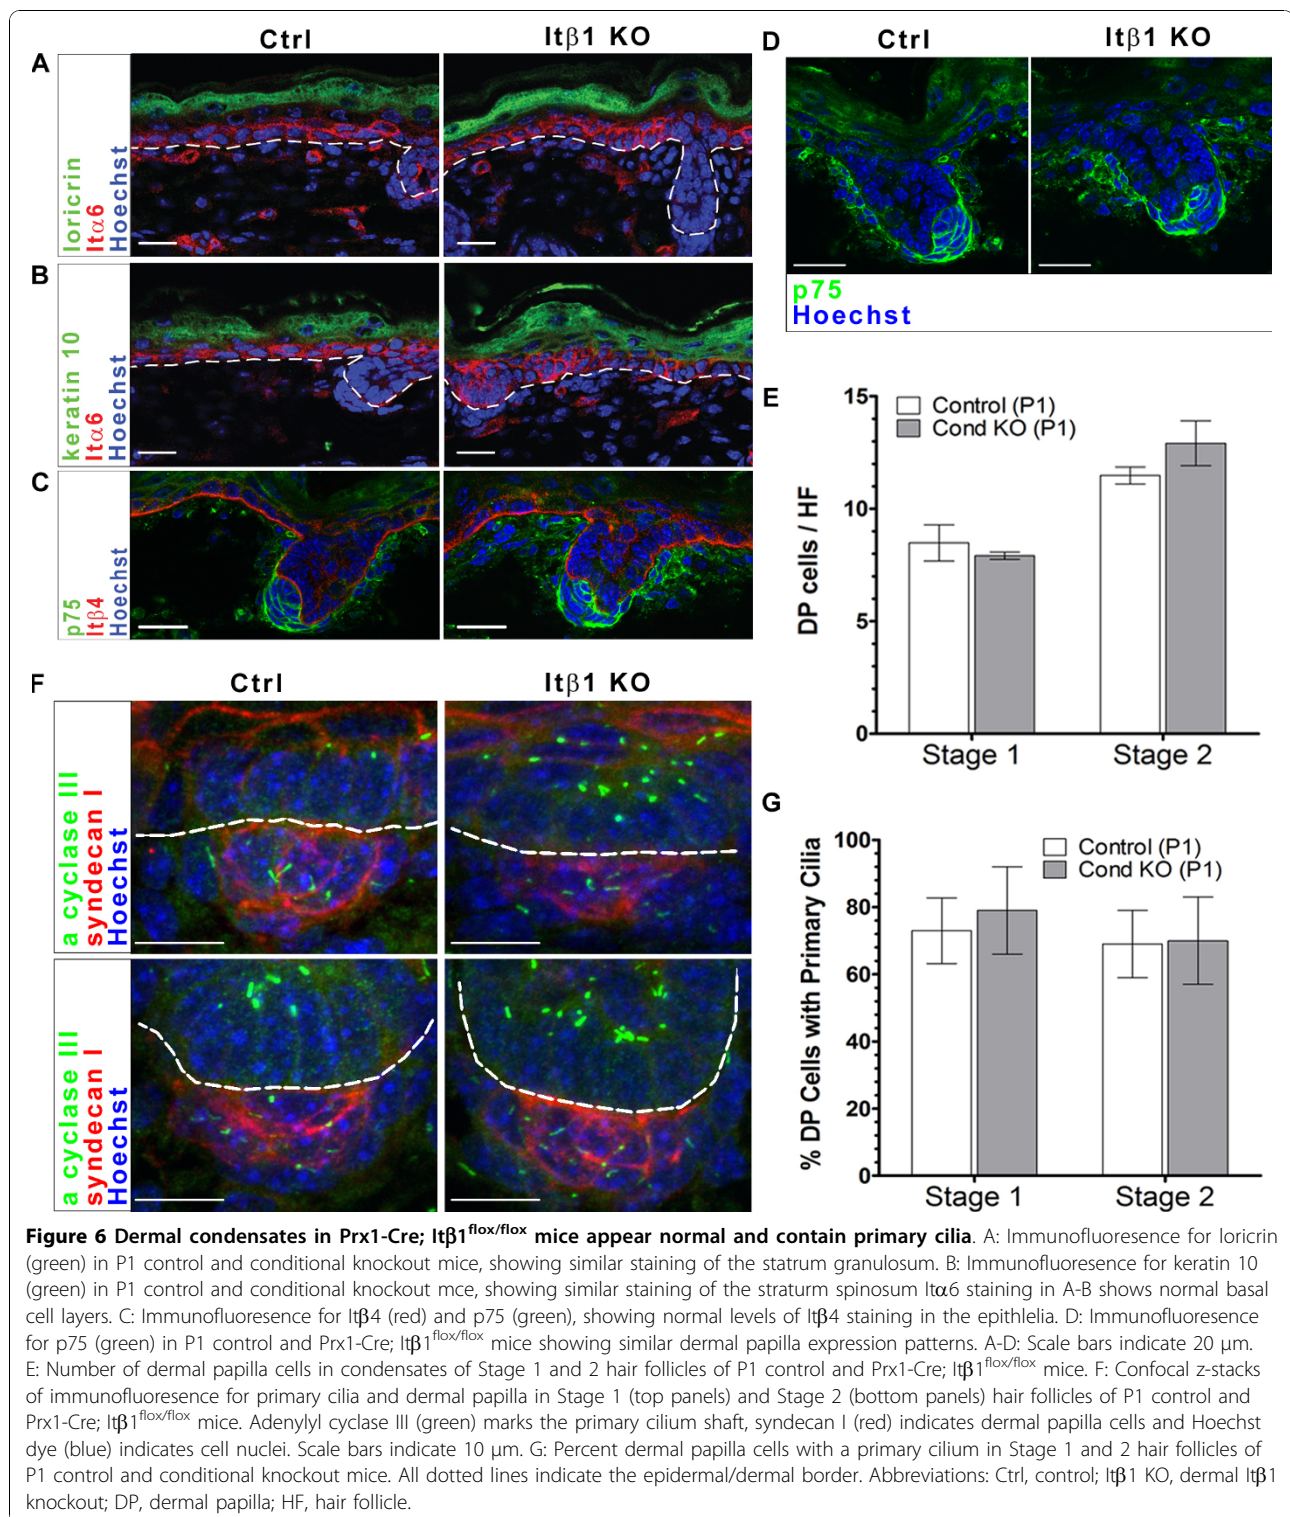 Ctrl
Itβ1 KO
A
loricrin
Itα6
Hoechst
B
keratin 10
Itα6
Hoechst
C
p75
Itβ4
Hoechst
D
Ctrl
Itβ1 KO
p75
Hoechst
E
15
10
5
0
DP cells / HF
Control (P1)
Cond KO (P1)
Stage 1
Stage 2
F
Ctrl
Itβ1 KO
a cyclase III
syndecan I
Hoechst
a cyclase III
syndecan I
Hoechst
G
100
80
60
40
20
0
% DP Cells with Primary Cilia
Control (P1)
Cond KO (P1)
Stage 1
Stage 2
Figure 6 Dermal condensates in Prx1-Cre; Itβ1flox/flox mice appear normal and contain primary cilia. A: Immunofluoresence for loricrin
(green) in P1 control and conditional knockout mice, showing similar staining of the statrum granulosum. B: Immunofluoresence for keratin 10
(green) in P1 control and conditional knockout mce, showing similar staining of the straturm spinosum Itα6 staining in A-B shows normal basal
cell layers. C: Immunofluoresence for Itβ4 (red) and p75 (green), showing normal levels of Itβ4 staining in the epithlelia. D: Immunofluoresence
for p75 (green) in P1 control and Prx1-Cre; Itβ1flox/flox mice showing similar dermal papilla expression patterns. A-D: Scale bars indicate 20 μm.
E: Number of dermal papilla cells in condensates of Stage 1 and 2 hair follicles of P1 control and Prx1-Cre; Itβ1flox/flox mice. F: Confocal z-stacks
of immunofluoresence for primary cilia and dermal papilla in Stage 1 (top panels) and Stage 2 (bottom panels) hair follicles of P1 control and
Prx1-Cre; Itβ1flox/flox mice. Adenylyl cyclase III (green) marks the primary cilium shaft, syndecan I (red) indicates dermal papilla cells and Hoechst
dye (blue) indicates cell nuclei. Scale bars indicate 10 μm. G: Percent dermal papilla cells with a primary cilium in Stage 1 and 2 hair follicles of
P1 control and conditional knockout mice. All dotted lines indicate the epidermal/dermal border. Abbreviations: Ctrl, control; Itβ1 KO, dermal Itβ1
knockout; DP, dermal papilla; HF, hair follicle.